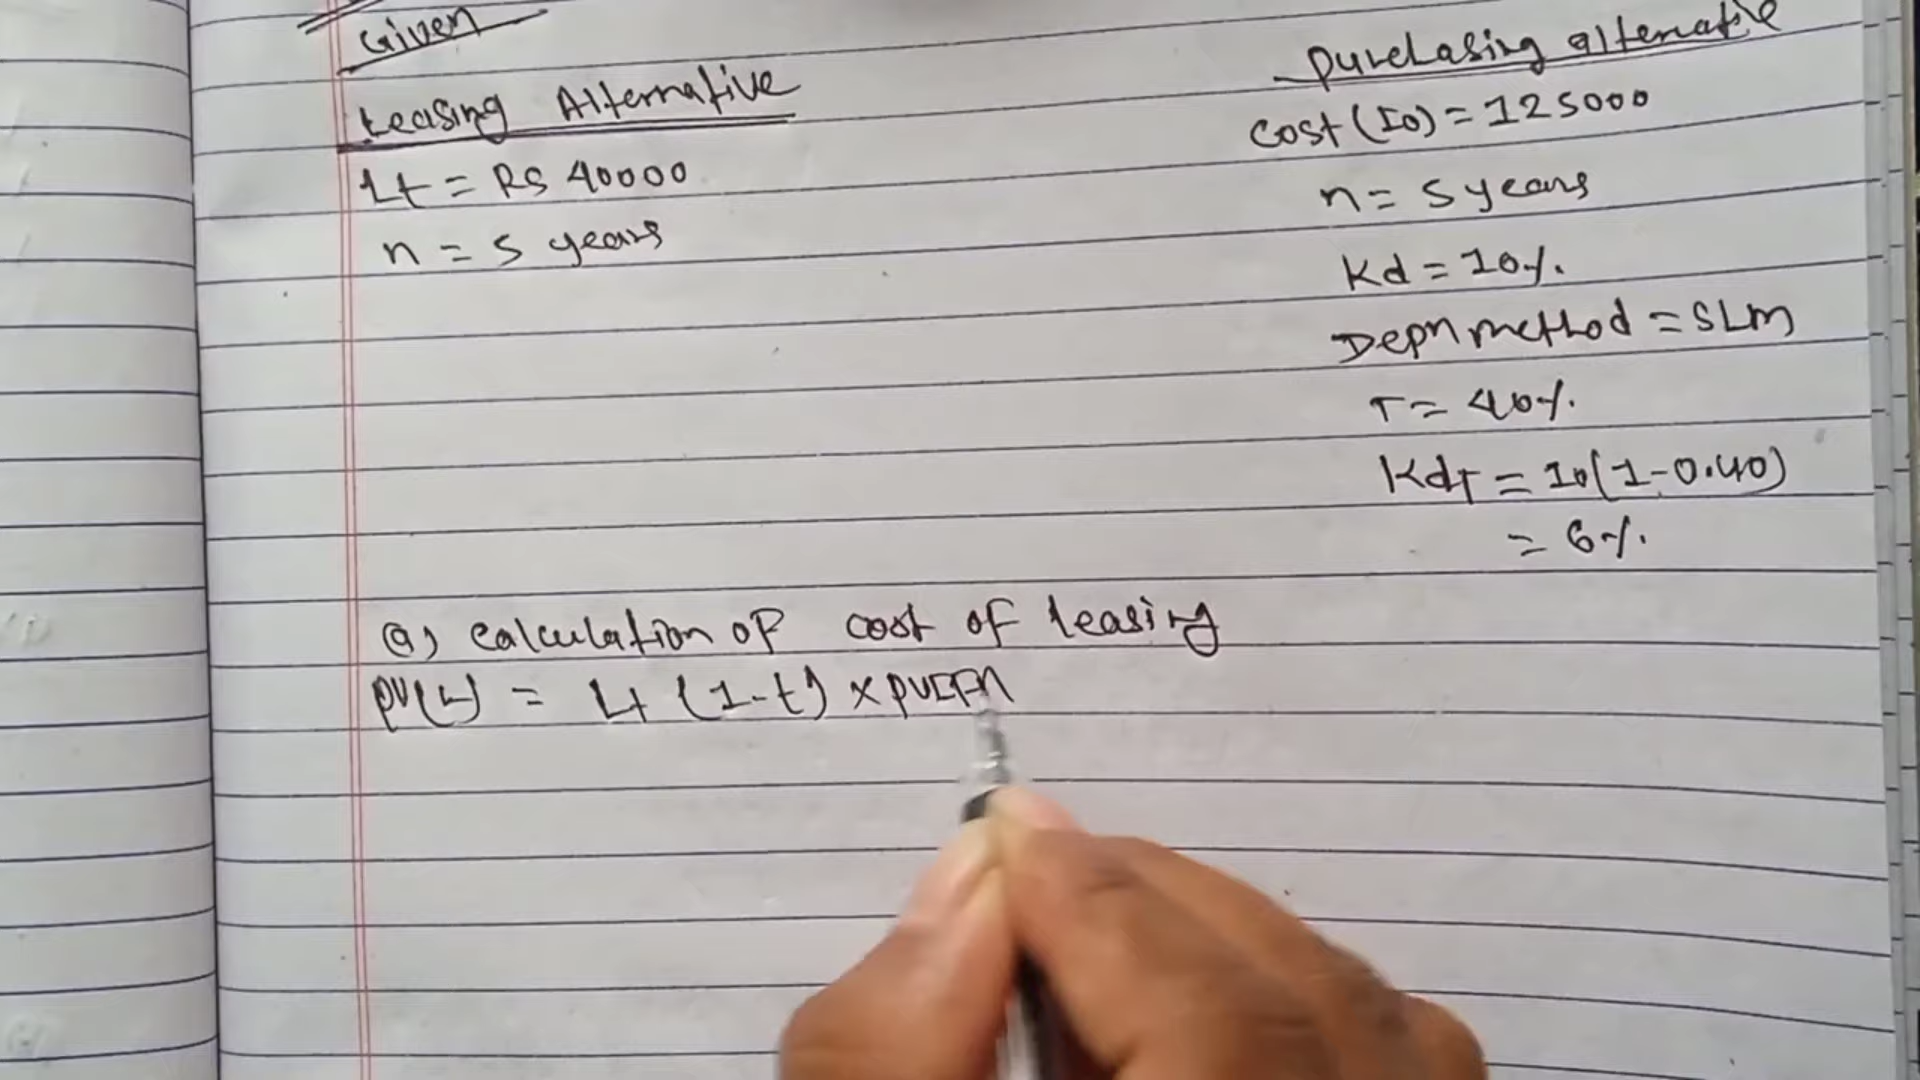 Given
Leasing Alternative
Lt = RS 40000
n = 5 years
purchasing alternative
cost (I0) = 125000
n = 5 years
Kd = 10%.
Depn method = SLM
T = 40%.
KdT = 10(1-0.40)
= 6%.
(a) calculation of cost of leasing
PV(L) = Lt (1-t) x PVIFA